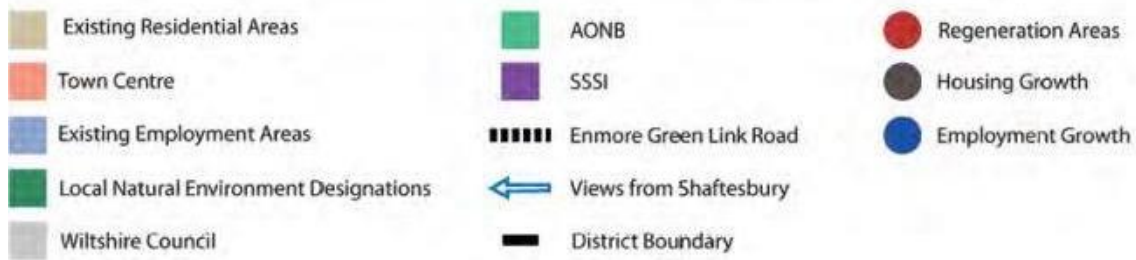 Existing Residential Areas
Town Centre
Existing Employment Areas
Local Natural Environment Designations
Wiltshire Council
AONB
SSSI
Enmore Green Link Road
Views from Shaftesbury
District Boundary
Regeneration Areas
Housing Growth
Employment Growth